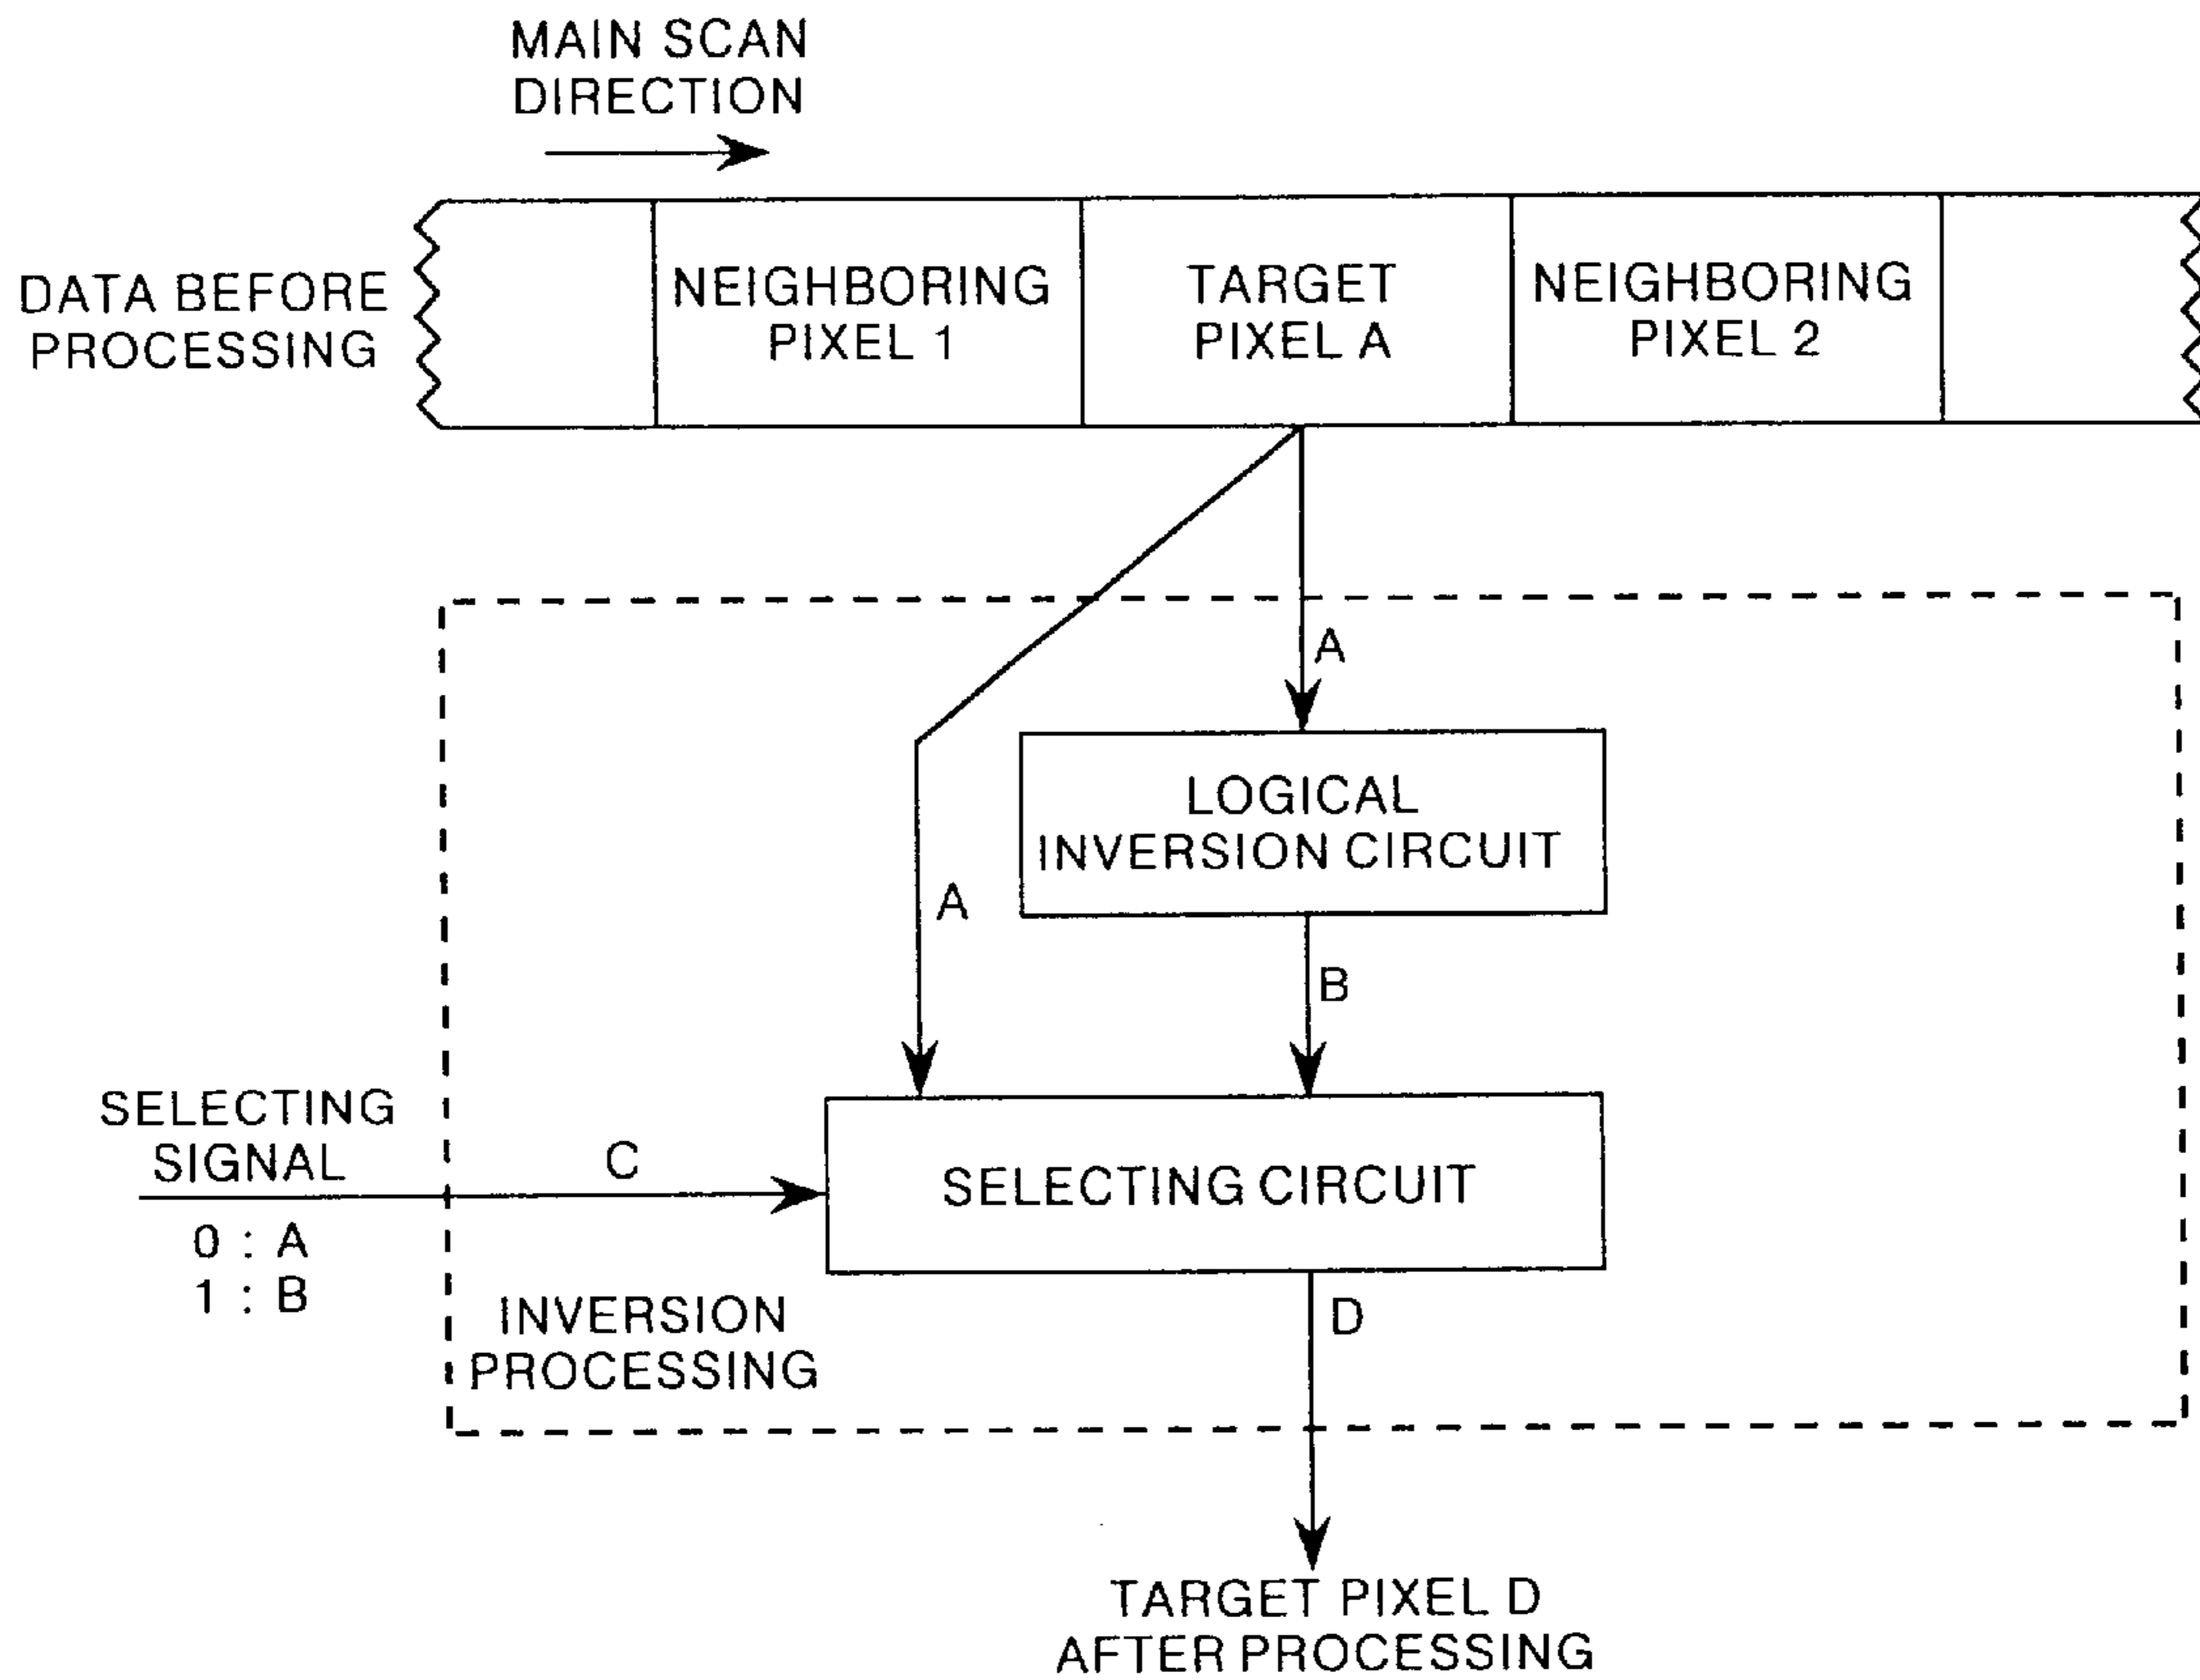 MAIN SCAN
DIRECTION
DATA BEFORE
PROCESSING
NEIGHBORING
PIXEL 1
TARGET
PIXEL A
NEIGHBORING
PIXEL 2
A
LOGICAL
INVERSION CIRCUIT
A
B
SELECTING
SIGNAL
C
0 : A
1 : B
SELECTING CIRCUIT
INVERSION
PROCESSING
D
TARGET PIXEL D
AFTER PROCESSING